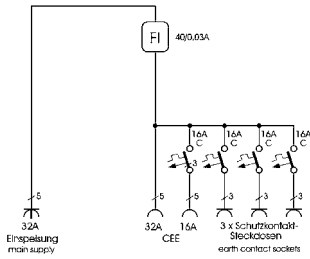 FI
40/0,03A
16A 16A 16A 16A
C C C C
3
5 5 5 3 3 3
32A 32A 16A 3 x Schutzkontakt-
Steckdosen
Einspeisung CEE
main supply earth contact sockets